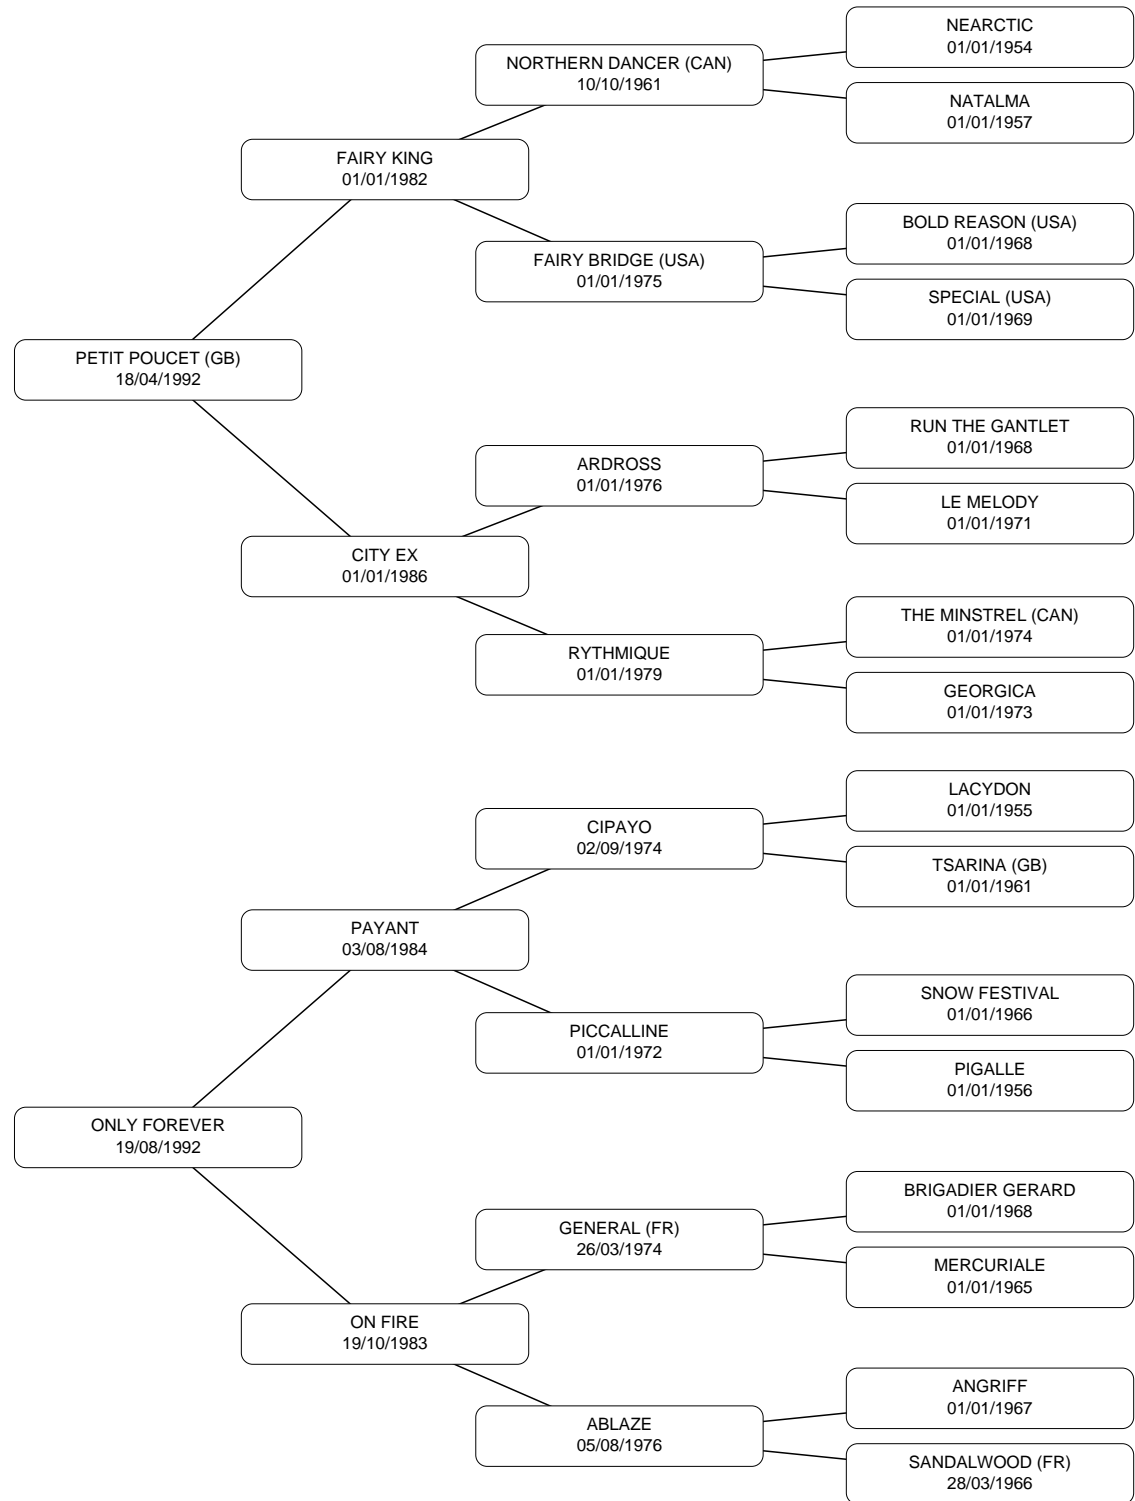 NEARCTIC
01/01/1954
NORTHERN DANCER (CAN)
10/10/1961
NATALMA
01/01/1957
FAIRY KING
01/01/1982
BOLD REASON (USA)
01/01/1968
FAIRY BRIDGE (USA)
01/01/1975
SPECIAL (USA)
01/01/1969
PETIT POUCET (GB)
18/04/1992
RUN THE GANTLET
01/01/1968
ARDROSS
01/01/1976
LE MELODY
01/01/1971
CITY EX
01/01/1986
THE MINSTREL (CAN)
01/01/1974
RYTHMIQUE
01/01/1979
GEORGICA
01/01/1973
LACYDON
01/01/1955
CIPAYO
02/09/1974
TSARINA (GB)
01/01/1961
PAYANT
03/08/1984
SNOW FESTIVAL
01/01/1966
PICCALLINE
01/01/1972
PIGALLE
01/01/1956
ONLY FOREVER
19/08/1992
BRIGADIER GERARD
01/01/1968
GENERAL (FR)
26/03/1974
MERCURIALE
01/01/1965
ON FIRE
19/10/1983
ANGRIFF
01/01/1967
ABLAZE
05/08/1976
SANDALWOOD (FR)
28/03/1966